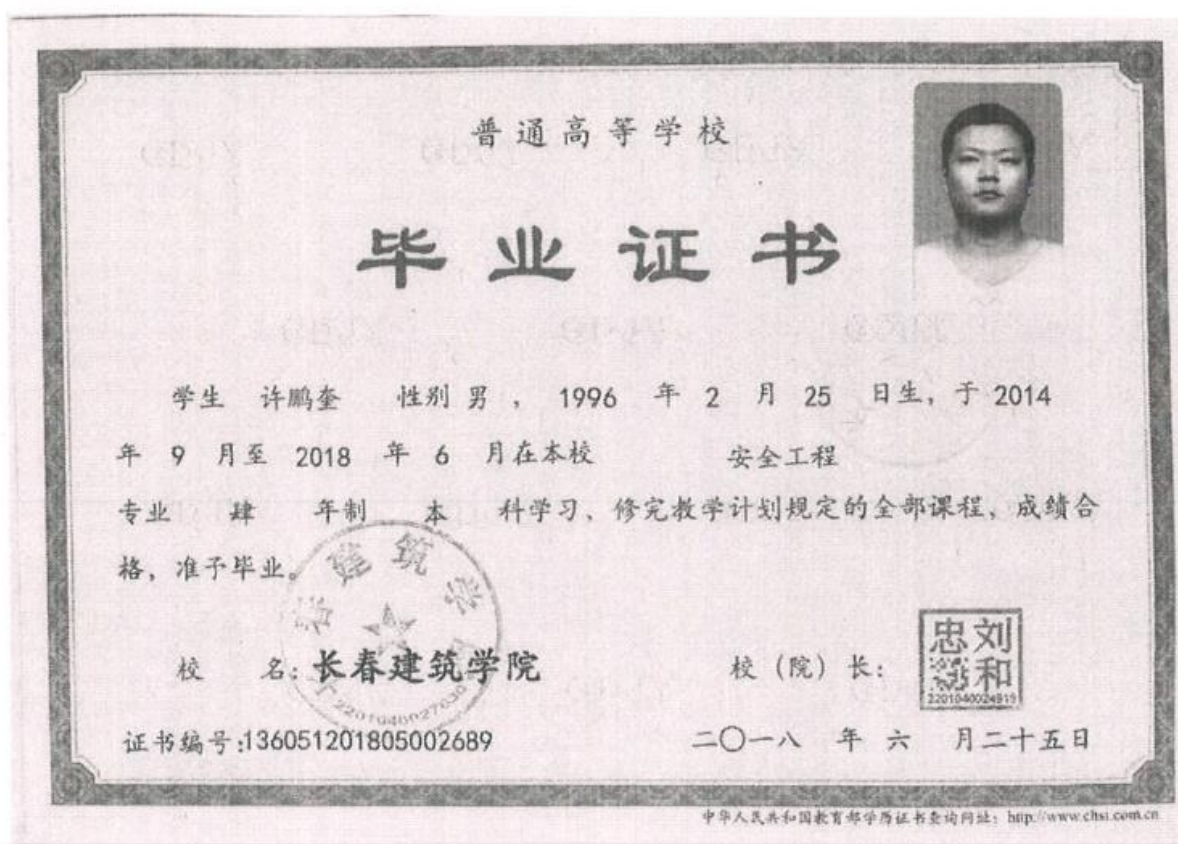 普通高等学校
毕业证书
学生 许鹏奎 性别 男 , 1996 年 2 月 25 日生, 于 2014
年 9 月至 2018 年 6 月在本校 安全工程
专业 肆 年制 本 科学习, 修完教学计划规定的全部课程, 成绩合
格, 准予毕业。
春建筑学
校 名: 长春建筑学院 校(院)长:
刘和忠
2201040024919
证书编号:136051201805002689 二〇一八 年 六 月二十五日
中华人民共和国教育部学历证书查询网址: http://www.chsi.com.cn